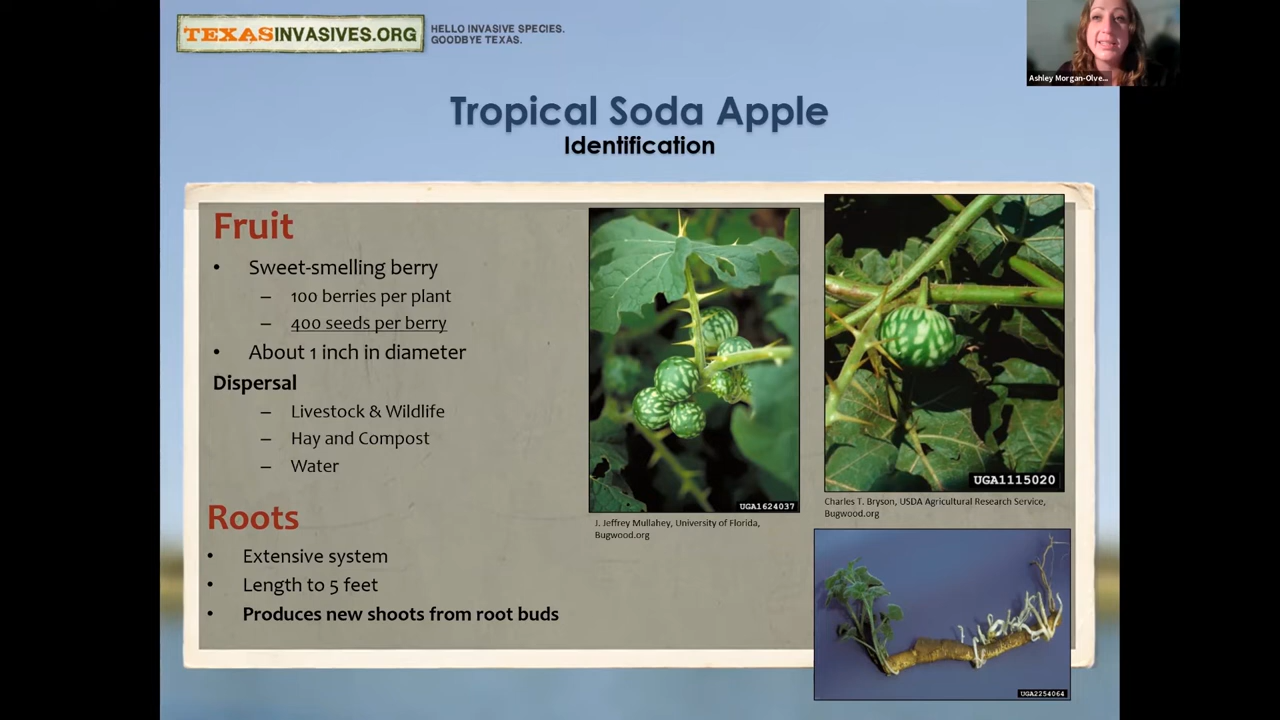 TEXASINVASIVES.ORG
HELLO INVASIVE SPECIES.
GOODBYE TEXAS.
Ashley Morgan-Olve...
Tropical Soda Apple
Identification
Fruit
• Sweet-smelling berry
– 100 berries per plant
– 400 seeds per berry
• About 1 inch in diameter
Dispersal
– Livestock & Wildlife
– Hay and Compost
– Water
Roots
• Extensive system
• Length to 5 feet
• Produces new shoots from root buds
UGA1624037
J. Jeffrey Mullahey, University of Florida,
Bugwood.org
UGA1115020
Charles T. Bryson, USDA Agricultural Research Service,
Bugwood.org
UGA2254064